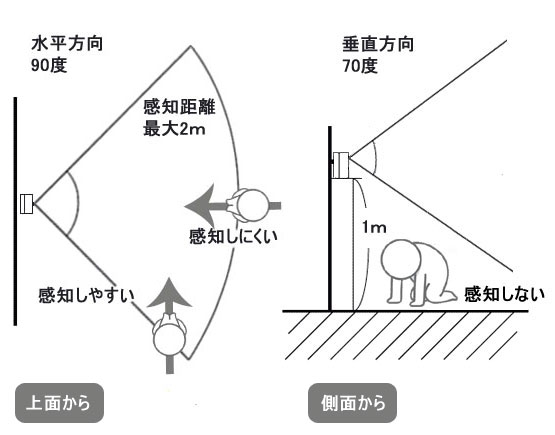 水平方向
90度
感知距離
最大2m
感知しにくい
感知しやすい
上面から
垂直方向
70度
1m
感知しない
側面から